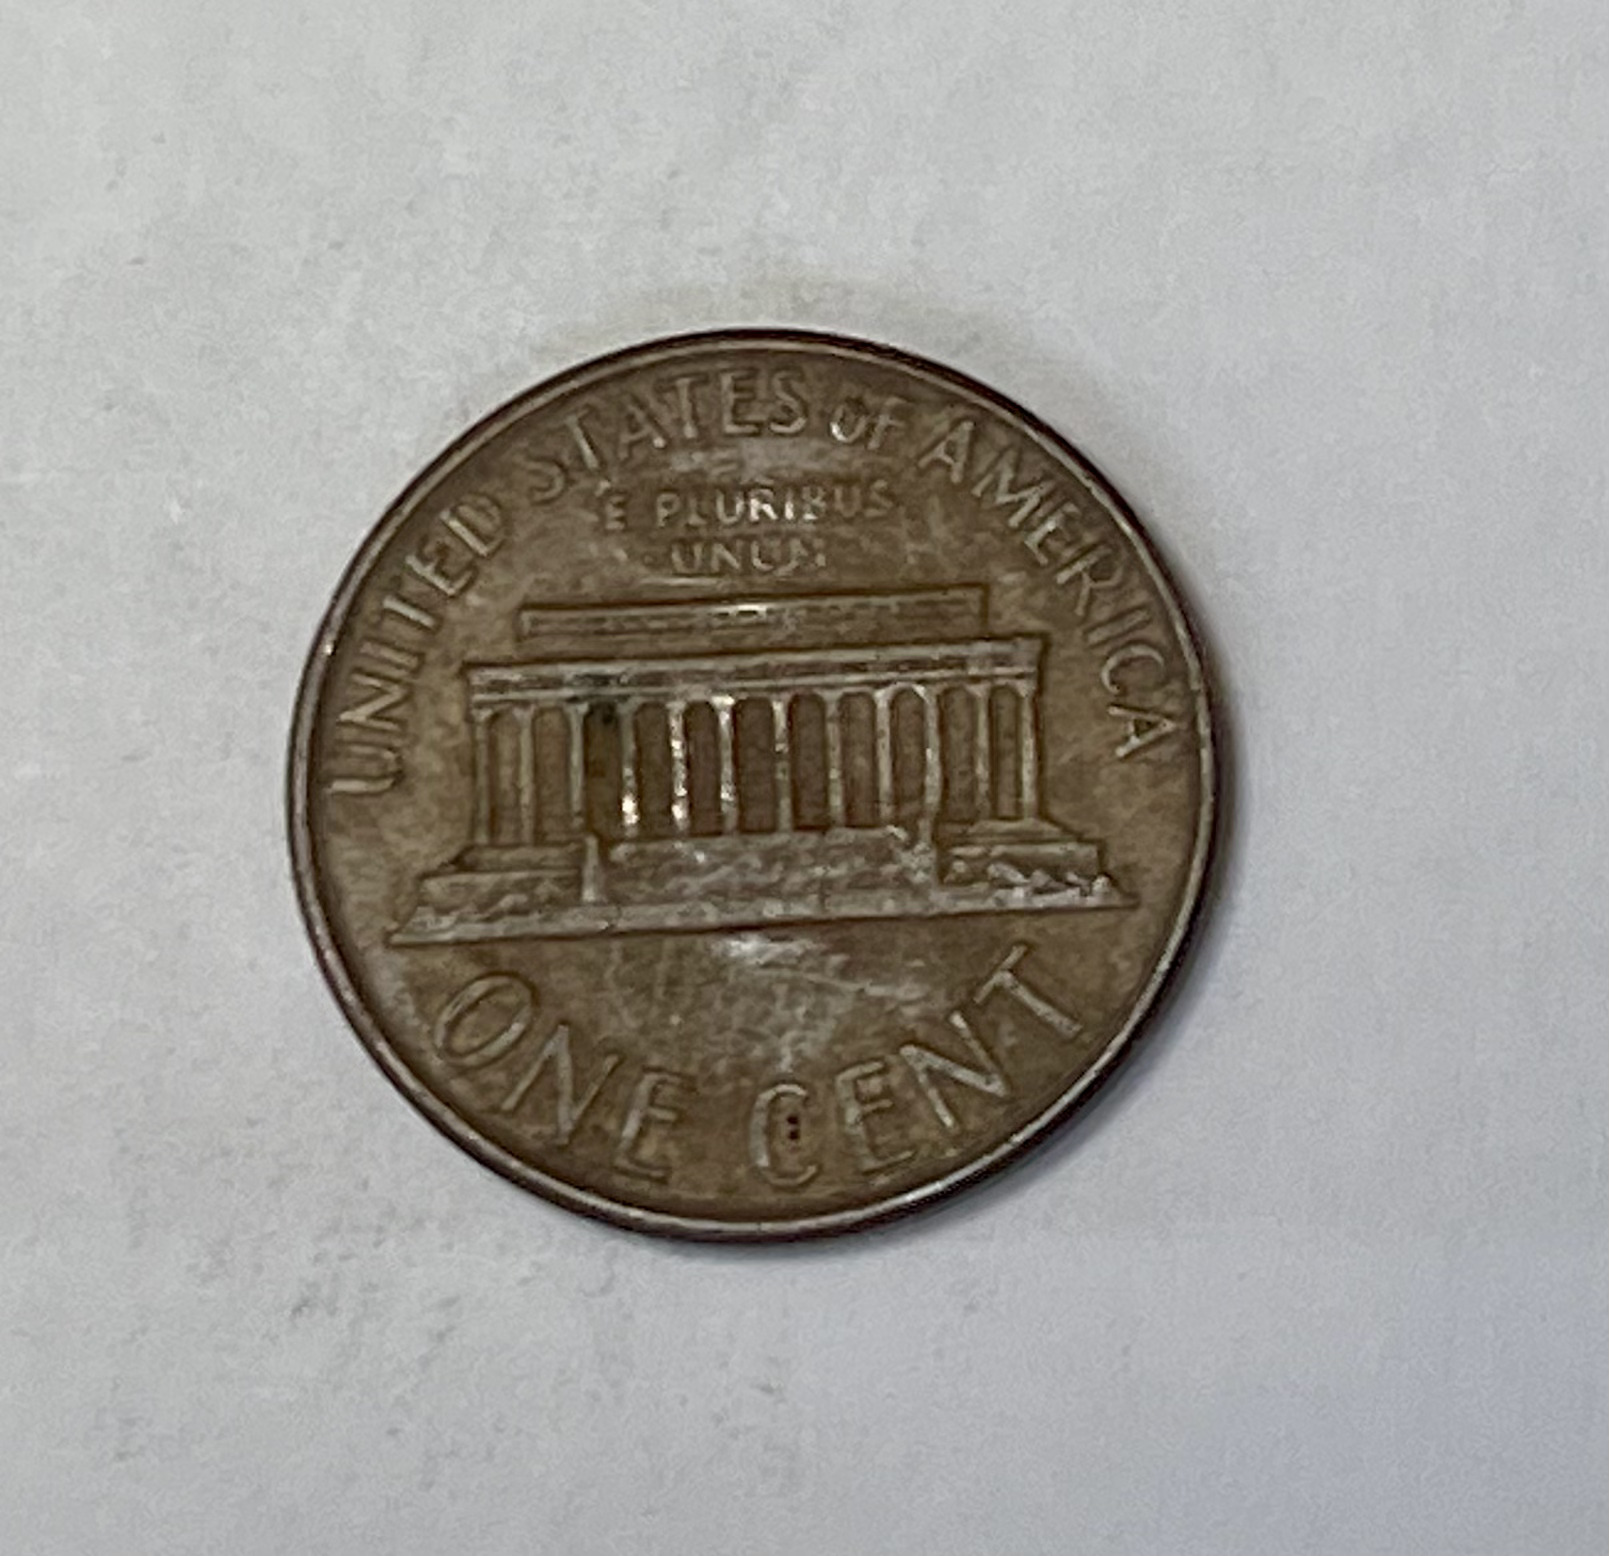 UNITED STATES OF AMERICA
E PLURIBUS
UNUM
ONE CENT